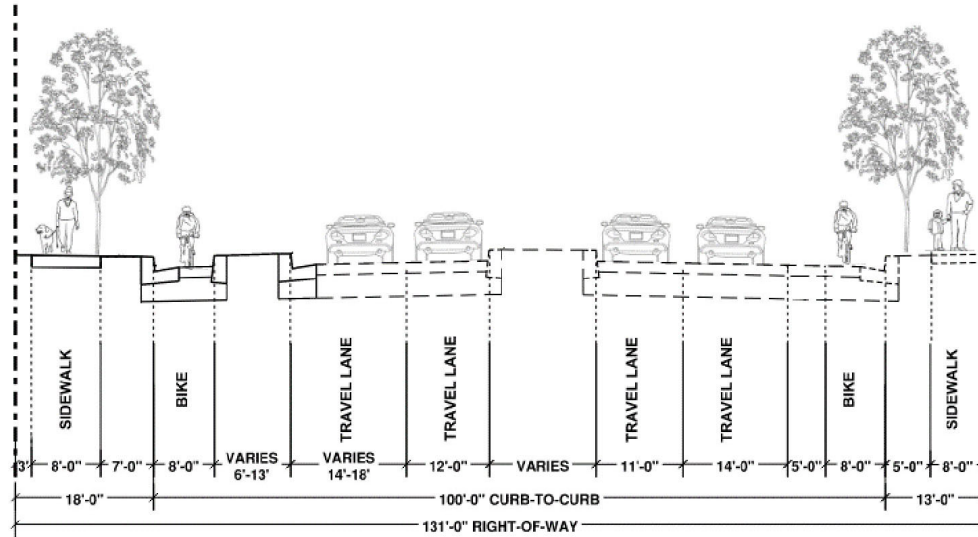 SIDEWALK
BIKE
TRAVEL LANE
TRAVEL LANE
TRAVEL LANE
TRAVEL LANE
BIKE
SIDEWALK
3' 8'-0" 7'-0" 8'-0" VARIES 6'-13' VARIES 14'-18' 12'-0" VARIES 11'-0" 14'-0" 5'-0" 8'-0" 5'-0" 8'-0"
18'-0" 100'-0" CURB-TO-CURB 13'-0"
131'-0" RIGHT-OF-WAY